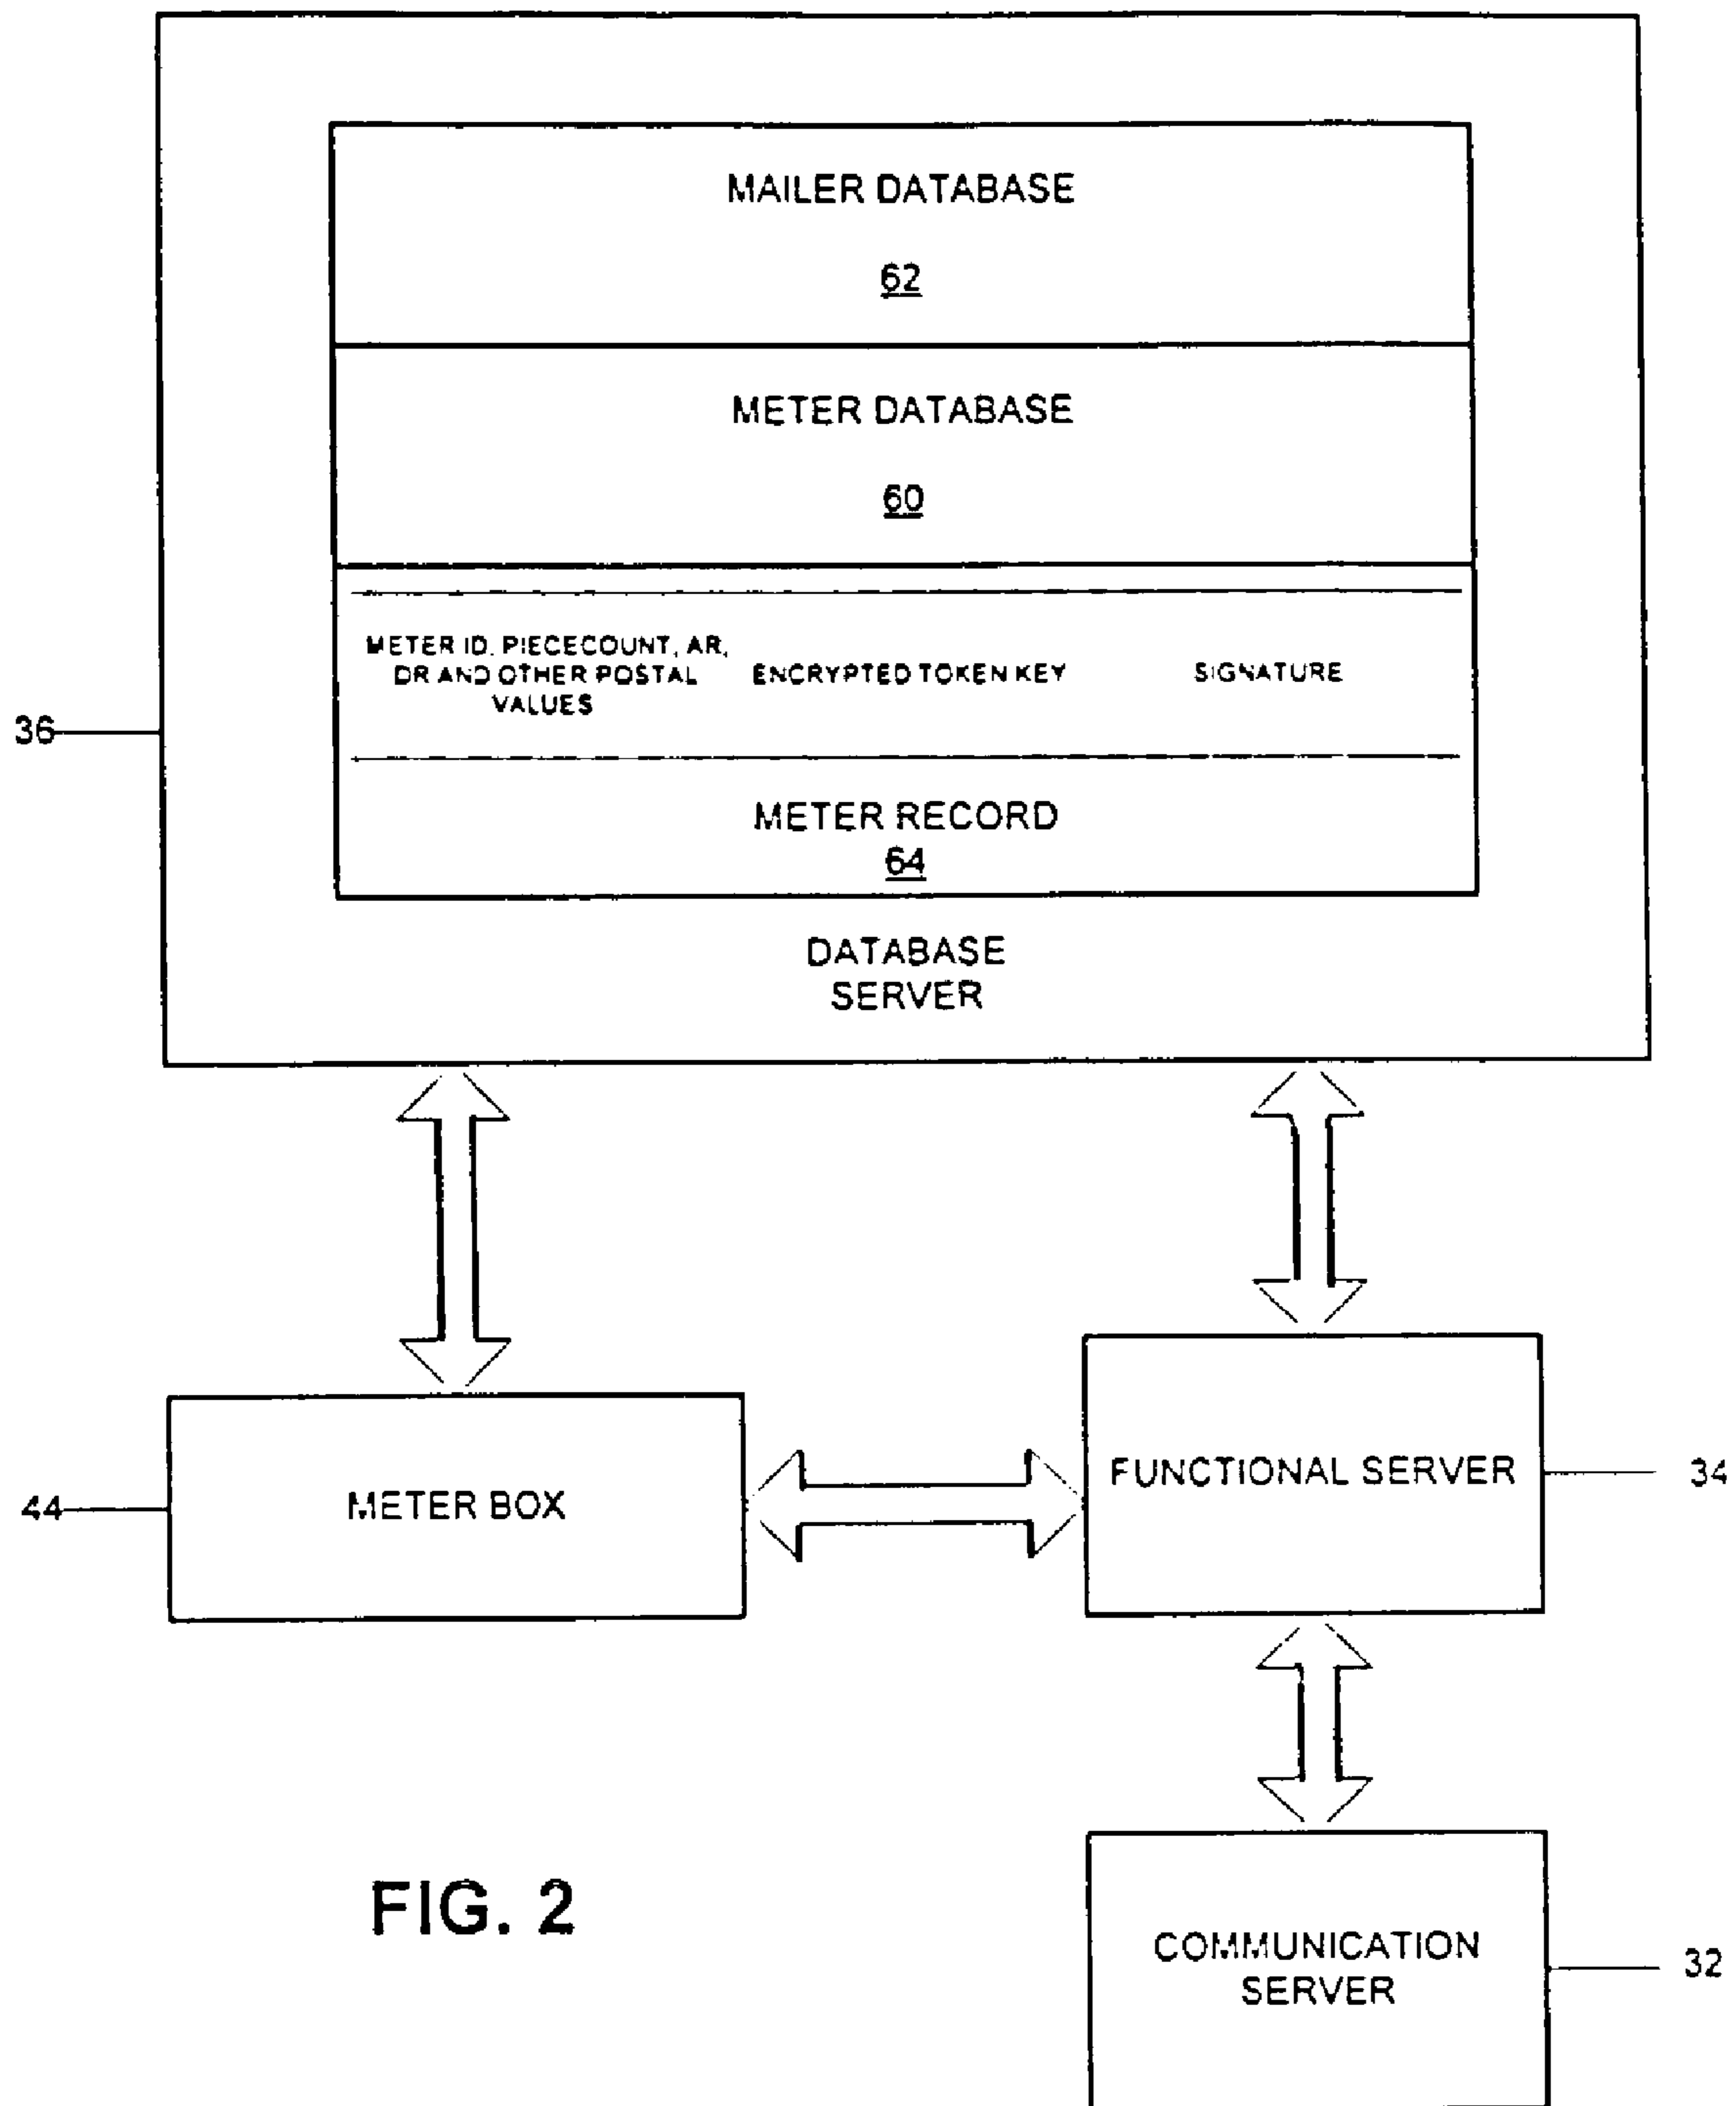 MAILER DATABASE
62
METER DATABASE
60
METER ID, PIECECOUNT, AR,
DR AND OTHER POSTAL
VALUES
ENCRYPTED TOKEN KEY
SIGNATURE
METER RECORD
64
DATABASE
SERVER
36
METER BOX
44
FUNCTIONAL SERVER
34
COMMUNICATION
SERVER
32
FIG. 2